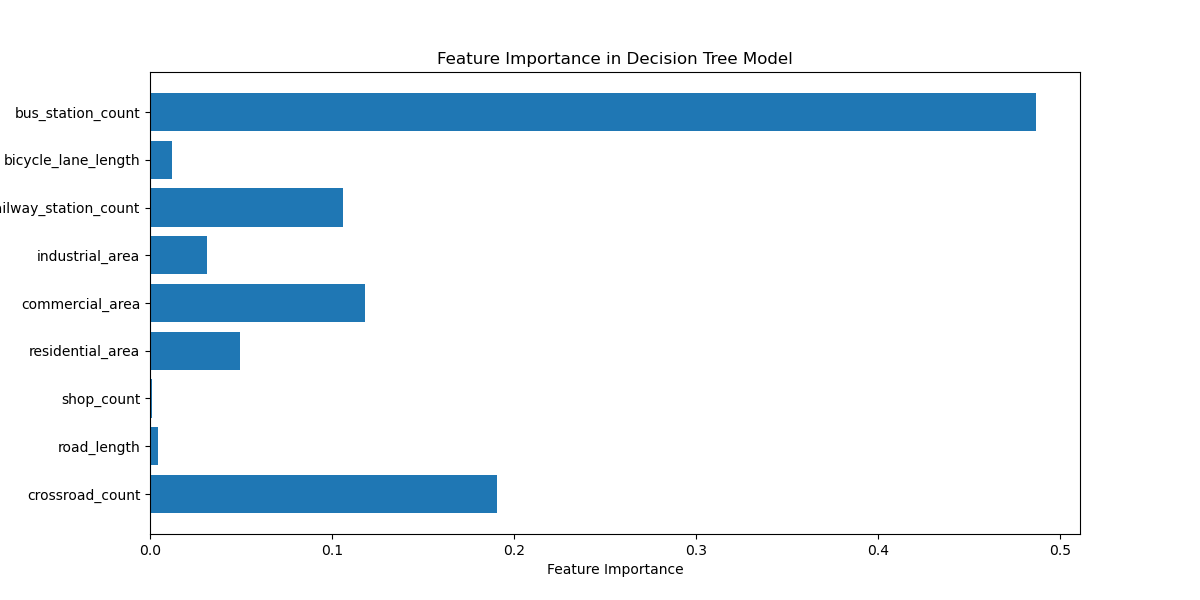 Feature Importance in Decision Tree Model
bus_station_count
bicycle_lane_length
ilway_station_count
industrial_area
commercial_area
residential_area
shop_count
road_length
crossroad_count
0.0 0.1 0.2 0.3 0.4 0.5
Feature Importance